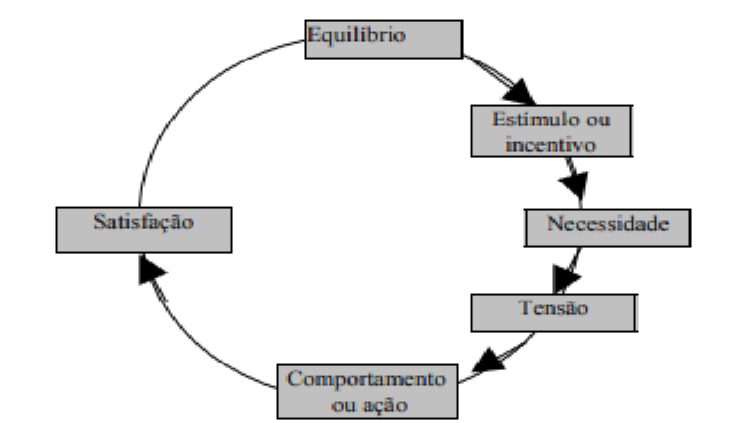 Equilíbrio
Estímulo ou
incentivo
Necessidade
Satisfação
Tensão
Comportamento
ou ação